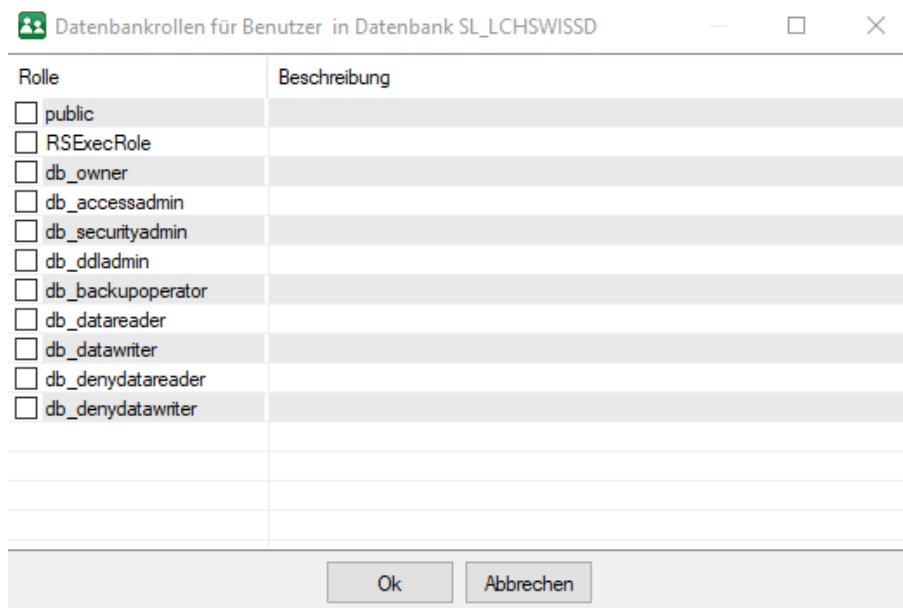 Datenbankrollen für Benutzer in Datenbank SL_LCHSWISSD
Rolle Beschreibung
public
RSExecRole
db_owner
db_accessadmin
db_securityadmin
db_ddladmin
db_backupoperator
db_datareader
db_datawriter
db_denydatareader
db_denydatawriter
Ok Abbrechen